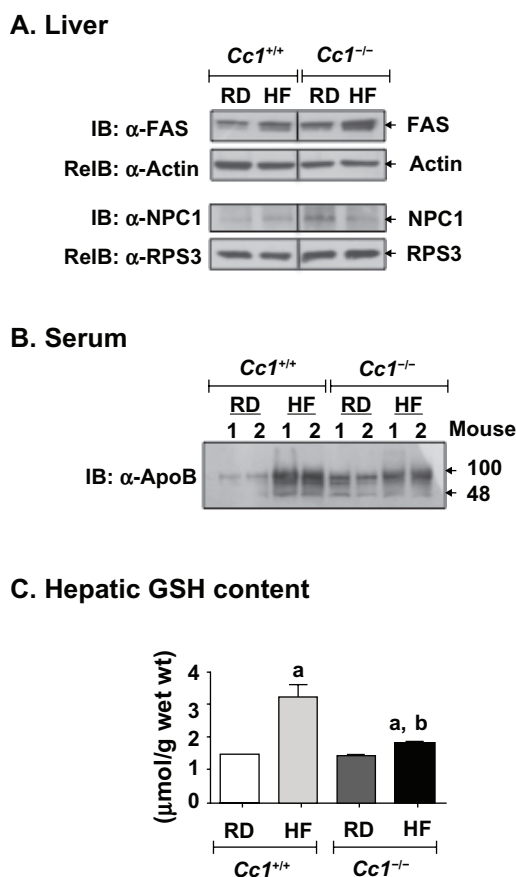 A. Liver
Cc1+/+ Cc1−/−
RD HF RD HF
IB: α-FAS FAS
ReIB: α-Actin Actin
IB: α-NPC1 NPC1
ReIB: α-RPS3 RPS3
B. Serum
Cc1+/+ Cc1−/−
RD HF RD HF
1 2 1 2 1 2 1 2 Mouse
IB: α-ApoB 100
48
C. Hepatic GSH content
(μmol/g wet wt)
4
3
2
1
0
a
a, b
RD HF RD HF
Cc1+/+ Cc1−/−